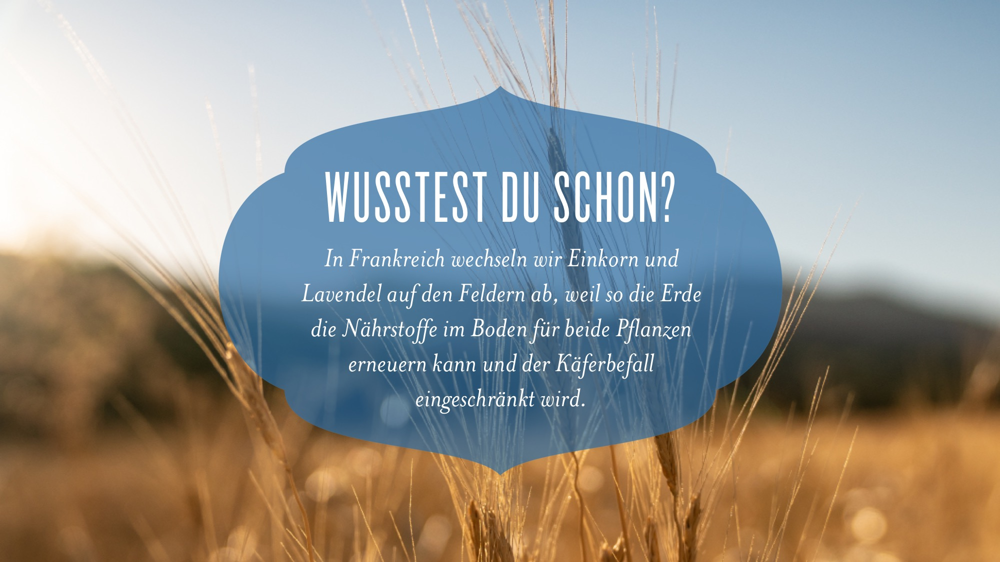 WUSSTEST DU SCHON?
In Frankreich wechseln wir Einkorn und
Lavendel auf den Feldern ab, weil so die Erde
die Nährstoffe im Boden für beide Pflanzen
erneuern kann und der Käferbefall
eingeschränkt wird.